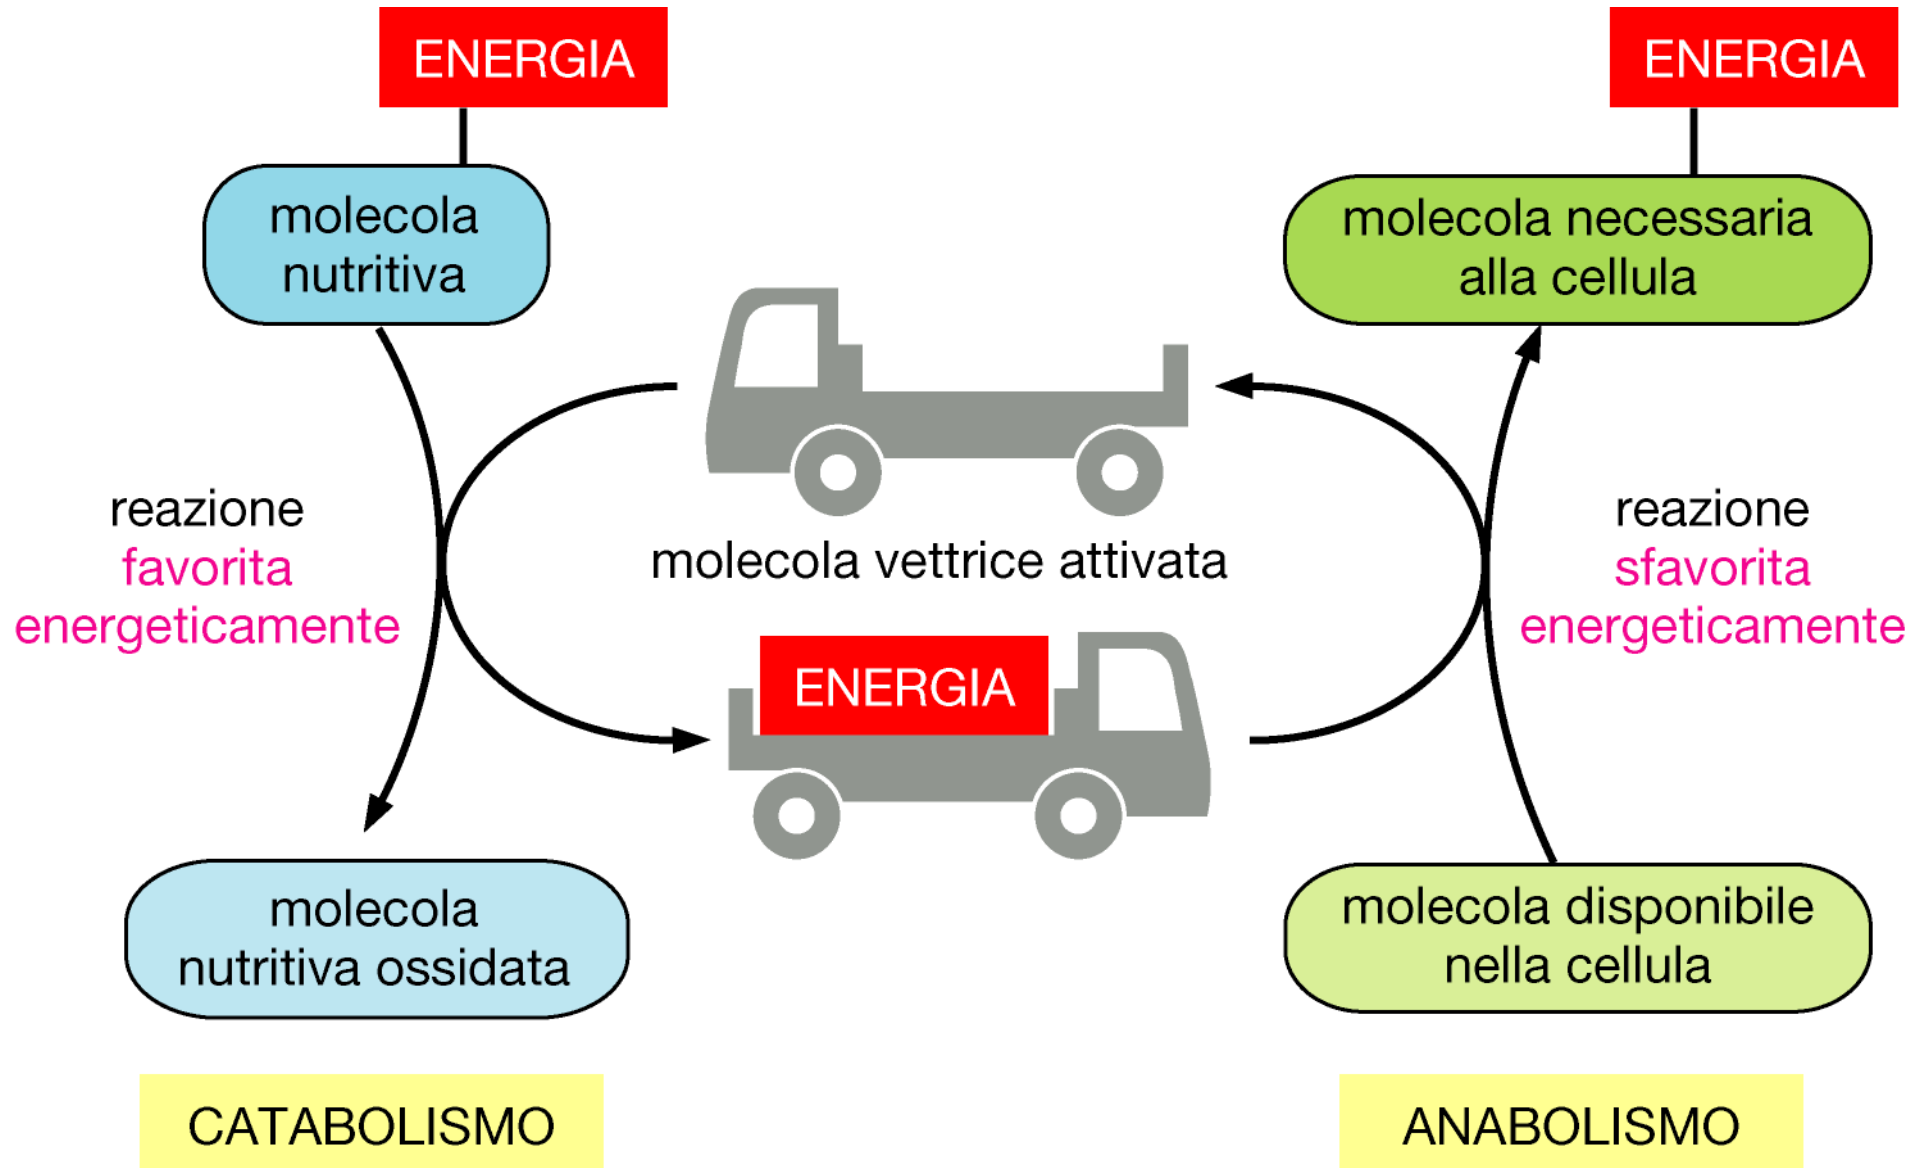 ENERGIA
molecola
nutritiva
reazione
favorita
energeticamente
molecola
nutritiva ossidata
CATABOLISMO
molecola vettrice attivata
ENERGIA
ENERGIA
molecola necessaria
alla cellula
reazione
sfavorita
energeticamente
molecola disponibile
nella cellula
ANABOLISMO